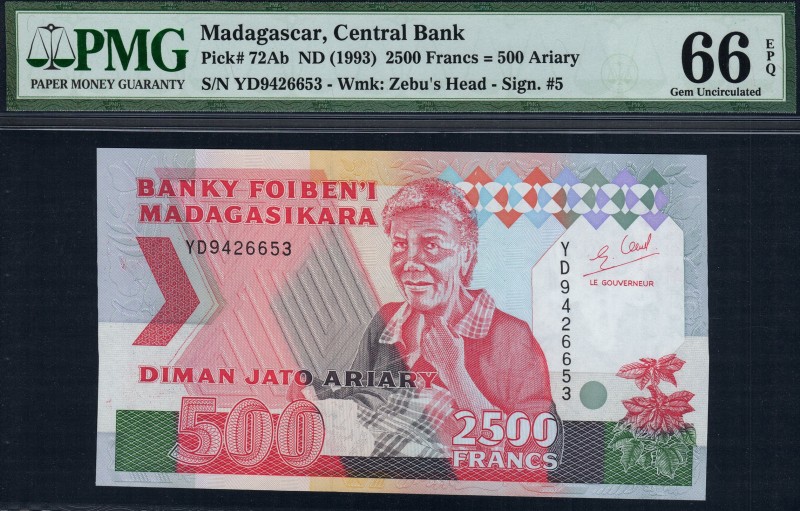 PMG
PAPER MONEY GUARANTY
Madagascar, Central Bank
Pick# 72Ab ND (1993) 2500 Francs = 500 Ariary
S/N YD9426653 - Wmk: Zebu's Head - Sign. #5
66
EPQ
Gem Uncirculated
BANKY FOIBEN'I
MADAGASIKARA
YD9426653
YD9426653
LE GOUVERNEUR
DIMAN JATO ARIARY
500
2500
FRANCS